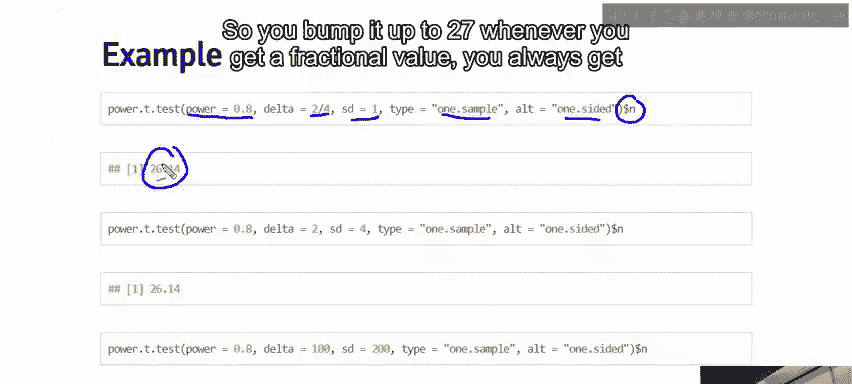 So you bump it up to 27 whenever you
get a fractional value, you always get
Example
power.t.test(power = 0.8, delta = 2/4, sd = 1, type = "one.sample", alt = "one.sided")$n
## [1] 26.14
power.t.test(power = 0.8, delta = 2, sd = 4, type = "one.sample", alt = "one.sided")$n
## [1] 26.14
power.t.test(power = 0.8, delta = 100, sd = 200, type = "one.sample", alt = "one.sided")$n